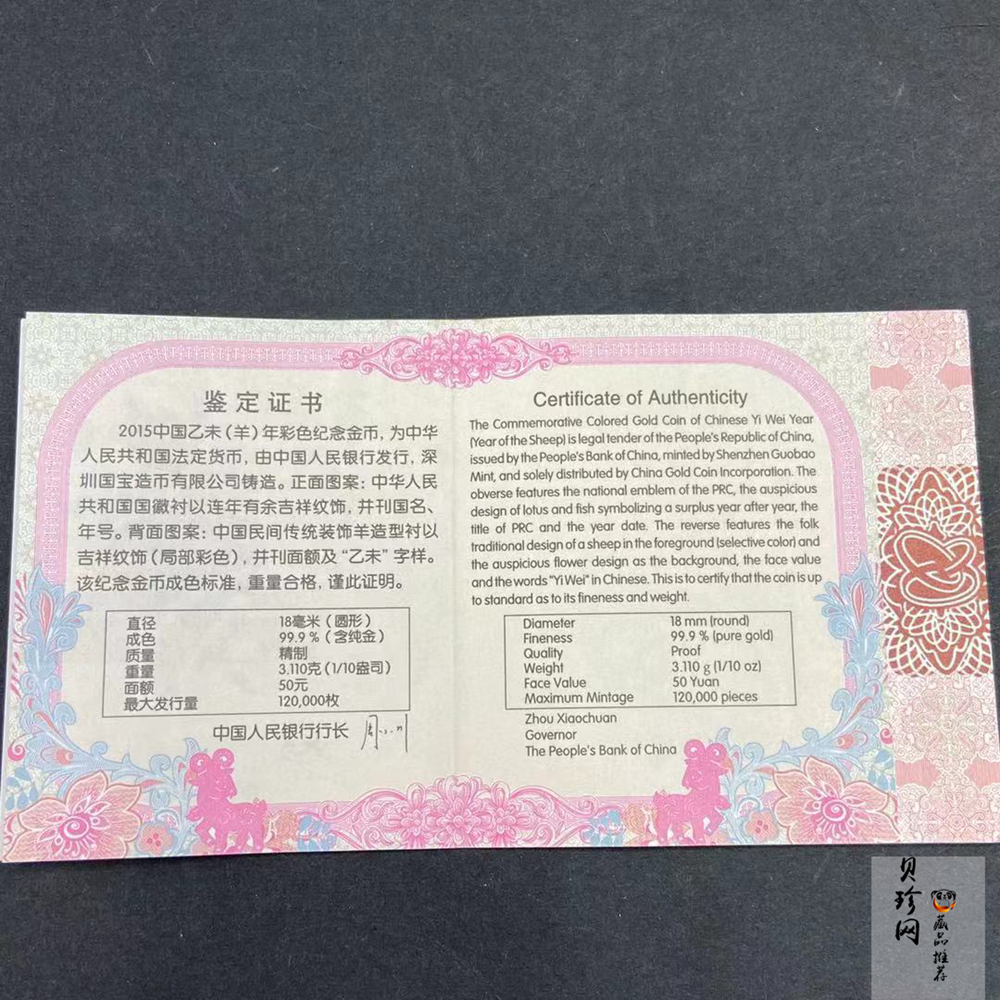 鉴定证书
2015中国乙未（羊）年彩色纪念金币，为中华
人民共和国法定货币，由中国人民银行发行，深
圳国宝造币有限公司铸造。正面图案：中华人民
共和国国徽衬以连年有余吉祥纹饰，并刊国名、
年号。背面图案：中国民间传统装饰羊造型衬以
吉祥纹饰（局部彩色），并刊面额及“乙未”字样。
该纪念金币成色标准，重量合格，谨此证明。
直径 18毫米（圆形）
成色 99.9％（含纯金）
质量 精制
重量 3.110克（1/10盎司）
面额 50元
最大发行量 120,000枚
中国人民银行行长
Certificate of Authenticity
The Commemorative Colored Gold Coin of Chinese Yi Wei Year
(Year of the Sheep) is legal tender of the People's Republic of China,
issued by the People's Bank of China, minted by Shenzhen Guobao
Mint, and solely distributed by China Gold Coin Incorporation. The
obverse features the national emblem of the PRC, the auspicious
design of lotus and fish symbolizing a surplus year after year, the
title of PRC and the year date. The reverse features the folk
traditional design of a sheep in the foreground (selective color) and
the auspicious flower design as the background, the face value
and the words "Yi Wei" in Chinese. This is to certify that the coin is up
to standard as to its fineness and weight.
Diameter 18 mm (round)
Fineness 99.9 % (pure gold)
Quality Proof
Weight 3.110 g (1/10 oz)
Face Value 50 Yuan
Maximum Mintage 120,000 pieces
Zhou Xiaochuan
Governor
The People's Bank of China
贝珍网
藏品推荐